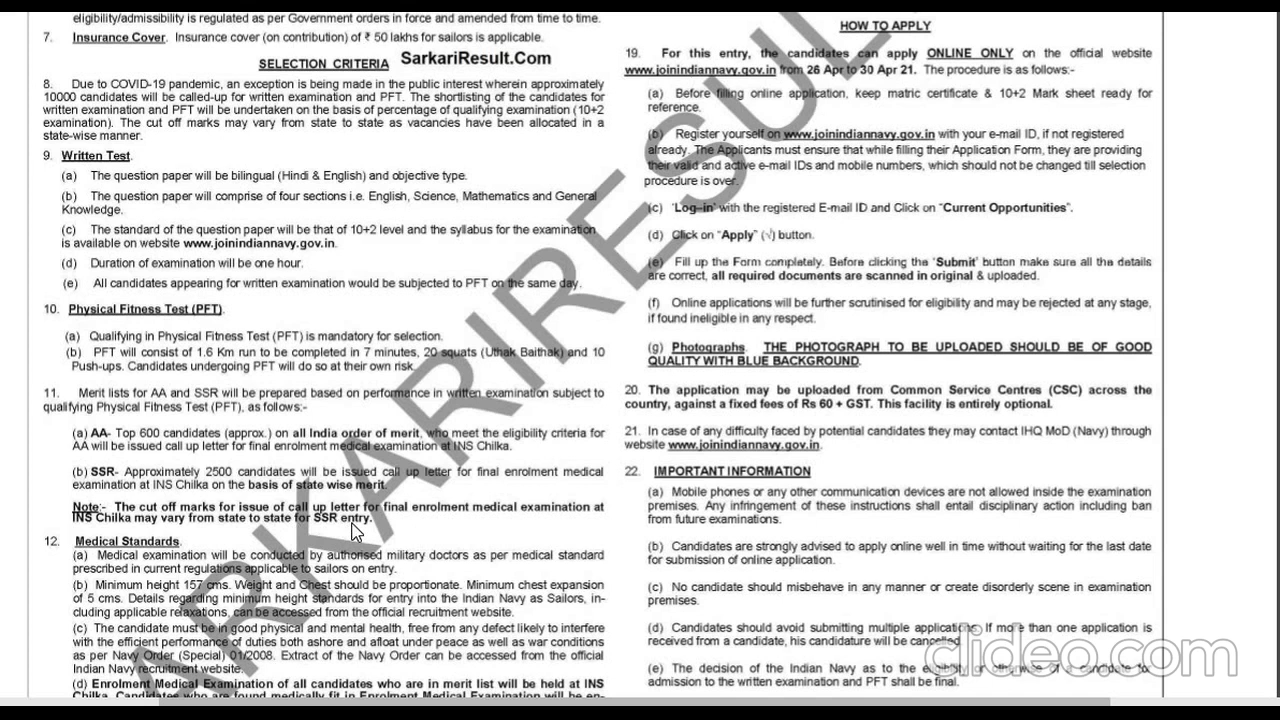 eligibility/admissibility is regulated as per Government orders in force and amended from time to time.
7. Insurance Cover. Insurance cover (on contribution) of ₹ 50 lakhs for sailors is applicable.
SELECTION CRITERIA SarkariResult.Com
8. Due to COVID-19 pandemic, an exception is being made in the public interest wherein approximately
10000 candidates will be called-up for written examination and PFT. The shortlisting of the candidates for
written examination and PFT will be undertaken on the basis of percentage of qualifying examination (10+2
examination). The cut off marks may vary from state to state as vacancies have been allocated in a
state-wise manner.
9. Written Test.
(a) The question paper will be bilingual (Hindi & English) and objective type.
(b) The question paper will comprise of four sections i.e. English, Science, Mathematics and General
Knowledge.
(c) The standard of the question paper will be that of 10+2 level and the syllabus for the examination
is available on website www.joinindiannavy.gov.in.
(d) Duration of examination will be one hour.
(e) All candidates appearing for written examination would be subjected to PFT on the same day.
10. Physical Fitness Test (PFT).
(a) Qualifying in Physical Fitness Test (PFT) is mandatory for selection.
(b) PFT will consist of 1.6 Km run to be completed in 7 minutes, 20 squats (Uthak Baithak) and 10
Push-ups. Candidates undergoing PFT will do so at their own risk.
11. Merit lists for AA and SSR will be prepared based on performance in written examination subject to
qualifying Physical Fitness Test (PFT), as follows:-
(a) AA- Top 600 candidates (approx.) on all India order of merit, who meet the eligibility criteria for
AA will be issued call up letter for final enrolment medical examination at INS Chilka.
(b) SSR- Approximately 2500 candidates will be issued call up letter for final enrolment medical
examination at INS Chilka on the basis of state wise merit.
Note:- The cut off marks for issue of call up letter for final enrolment medical examination at
INS Chilka may vary from state to state for SSR entry.
12. Medical Standards.
(a) Medical examination will be conducted by authorised military doctors as per medical standard
prescribed in current regulations applicable to sailors on entry.
(b) Minimum height 157 cms. Weight and Chest should be proportionate. Minimum chest expansion
of 5 cms. Details regarding minimum height standards for entry into the Indian Navy as Sailors, in-
cluding applicable relaxations, can be accessed from the official recruitment website.
(c) The candidate must be in good physical and mental health, free from any defect likely to interfere
with the efficient performance of duties both ashore and afloat under peace as well as war conditions
as per Navy Order (Special) 01/2008. Extract of the Navy Order can be accessed from the official
Indian Navy recruitment website.
(d) Enrolment Medical Examination of all candidates who are in merit list will be held at INS
Chilka. Candidates who are found medically fit in Enrolment Medical Examination will be en-
HOW TO APPLY
19. For this entry, the candidates can apply ONLINE ONLY on the official website
www.joinindiannavy.gov.in from 26 Apr to 30 Apr 21. The procedure is as follows:-
(a) Before filling online application, keep matric certificate & 10+2 Mark sheet ready for
reference.
(b) Register yourself on www.joinindiannavy.gov.in with your e-mail ID, if not registered
already. The Applicants must ensure that while filling their Application Form, they are providing
their valid and active e-mail IDs and mobile numbers, which should not be changed till selection
procedure is over.
(c) 'Log–in' with the registered E-mail ID and Click on "Current Opportunities".
(d) Click on "Apply" (√) button.
(e) Fill up the Form completely. Before clicking the 'Submit' button make sure all the details
are correct, all required documents are scanned in original & uploaded.
(f) Online applications will be further scrutinised for eligibility and may be rejected at any stage,
if found ineligible in any respect.
(g) Photographs. THE PHOTOGRAPH TO BE UPLOADED SHOULD BE OF GOOD
QUALITY WITH BLUE BACKGROUND.
20. The application may be uploaded from Common Service Centres (CSC) across the
country, against a fixed fees of Rs 60 + GST. This facility is entirely optional.
21. In case of any difficulty faced by potential candidates they may contact IHQ MoD (Navy) through
website www.joinindiannavy.gov.in.
22. IMPORTANT INFORMATION
(a) Mobile phones or any other communication devices are not allowed inside the examination
premises. Any infringement of these instructions shall entail disciplinary action including ban
from future examinations.
(b) Candidates are strongly advised to apply online well in time without waiting for the last date
for submission of online application.
(c) No candidate should misbehave in any manner or create disorderly scene in examination
premises.
(d) Candidates should avoid submitting multiple applications. If more than one application is
received from a candidate, his candidature will be cancelled.
(e) The decision of the Indian Navy as to the eligibility or otherwise of a candidate for
admission to the written examination and PFT shall be final.
ARKARIRESUL
clideo.com